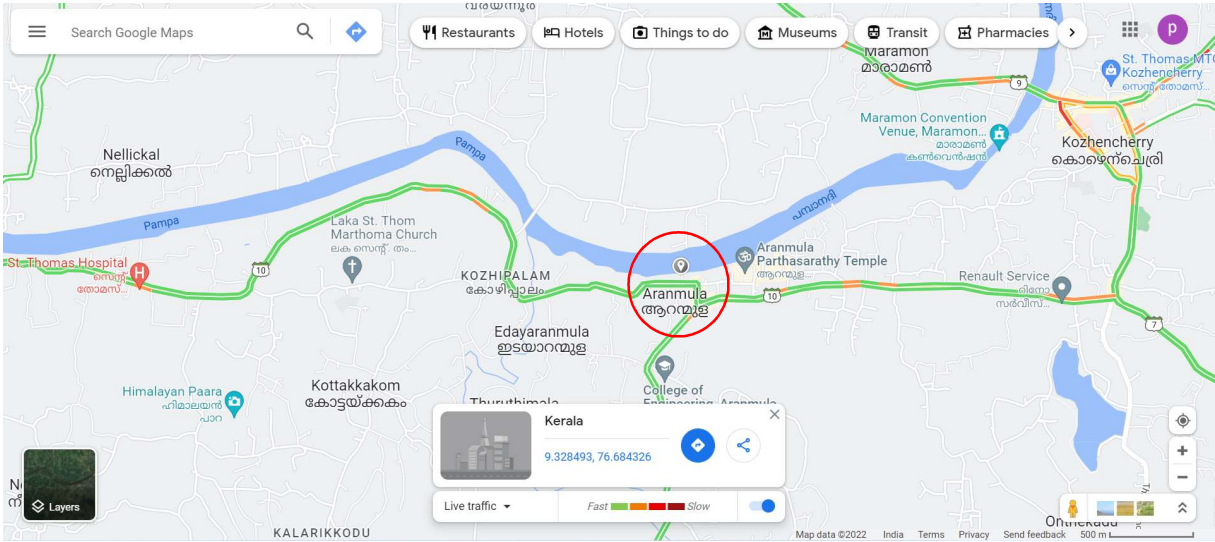 വരയന്നൂർ
Search Google Maps
Restaurants
Hotels
Things to do
Museums
Transit
Pharmacies
P
Maramon
മാരാമൺ
St. Thomas
Kozhencherry
സെന്റ് തോമസ്...
9
Maramon Convention
Venue, Maramon...
മാരാമൺ
കൺവെൻഷൻ...
Kozhencherry
കൊഴെന്ചെരി
Nellickal
നെല്ലിക്കൽ
Pampa
Pampa
പമ്പാനദി
Laka St. Thom
Marthoma Church
ലക സെന്റ്. തം...
St. Thomas Hospital
സെന്റ്
തോമസ്...
H
10
KOZHIPALAM
കോഴിപ്പാലം
Aranmula
Parthasarathy Temple
ആറന്മുള...
Aranmula
ആറന്മുള
10
Renault Service
റിനോ
സർവീസ്...
7
Edayaranmula
ഇടയാറന്മുള
College of
Engineering, Aranmula
Himalayan Paara
ഹിമാലയൻ
പാറ
Kottakkakom
കോട്ടയ്ക്കകം
Thuruthimala
Kerala
9.328493, 76.684326
Live traffic
Fast
Slow
Layers
KALARIKKODU
Onthekadu
Map data ©2022
India
Terms
Privacy
Send feedback
500 m